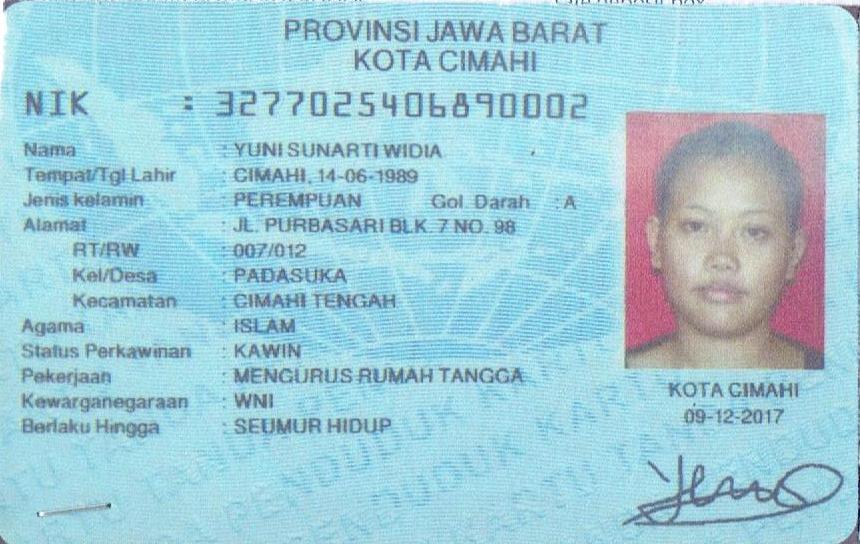 PROVINSI JAWA BARAT
KOTA CIMAHI
NIK : 3277025406890002
Nama : YUNI SUNARTI WIDIA
Tempat/Tgl Lahir : CIMAHI, 14-06-1989
Jenis kelamin : PEREMPUAN Gol. Darah : A
Alamat : JL. PURBASARI BLK. 7 NO. 98
RT/RW : 007/012
Kel/Desa : PADASUKA
Kecamatan : CIMAHI TENGAH
Agama : ISLAM
Status Perkawinan : KAWIN
Pekerjaan : MENGURUS RUMAH TANGGA
Kewarganegaraan : WNI
Berlaku Hingga : SEUMUR HIDUP
KOTA CIMAHI
09-12-2017